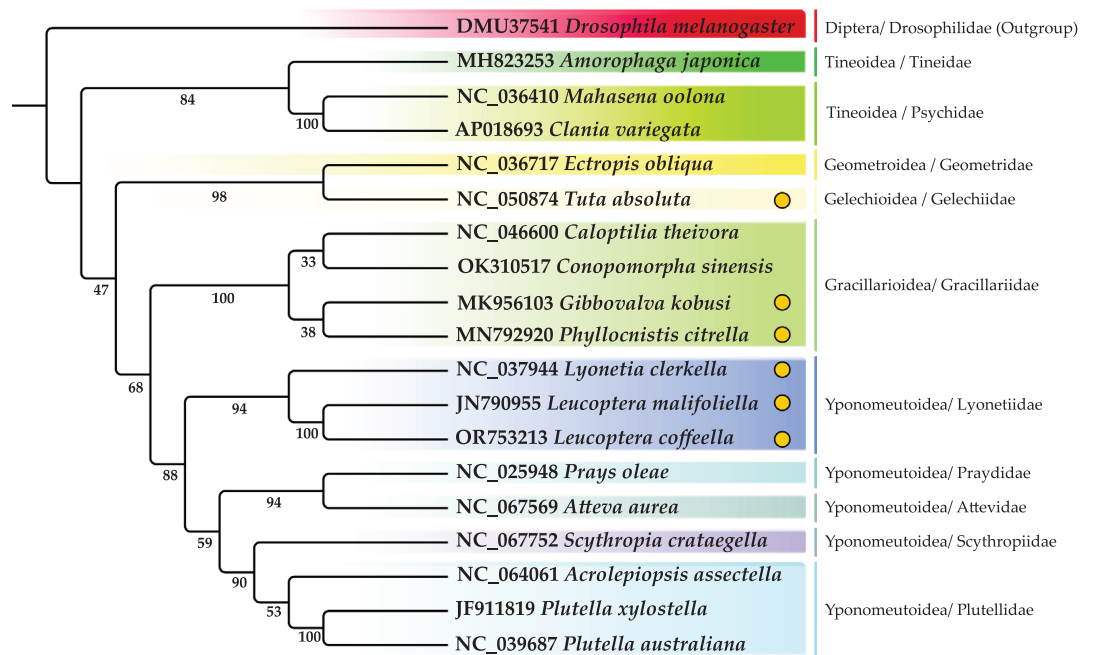 DMU37541 Drosophila melanogaster
Diptera/ Drosophilidae (Outgroup)
MH823253 Amorophaga japonica
Tineoidea / Tineidae
84
NC_036410 Mahasena oolona
Tineoidea / Psychidae
100
AP018693 Clania variegata
NC_036717 Ectropis obliqua
Geometroidea / Geometridae
98
NC_050874 Tuta absoluta
Gelechioidea / Gelechiidae
NC_046600 Caloptilia theivora
33
OK310517 Conopomorpha sinensis
47
Gracillarioidea/ Gracillariidae
100
MK956103 Gibbovalva kobusi
38
MN792920 Phyllocnistis citrella
NC_037944 Lyonetia clerkella
68
94
JN790955 Leucoptera malifoliella
Yponomeutoidea/ Lyonetiidae
100
OR753213 Leucoptera coffeella
88
NC_025948 Prays oleae
Yponomeutoidea/ Praydidae
94
NC_067569 Atteva aurea
Yponomeutoidea/ Attevidae
59
NC_067752 Scythropia crataegella
Yponomeutoidea/ Scythropiidae
90
NC_064061 Acrolepiopsis assectella
53
JF911819 Plutella xylostella
Yponomeutoidea/ Plutellidae
100
NC_039687 Plutella australiana